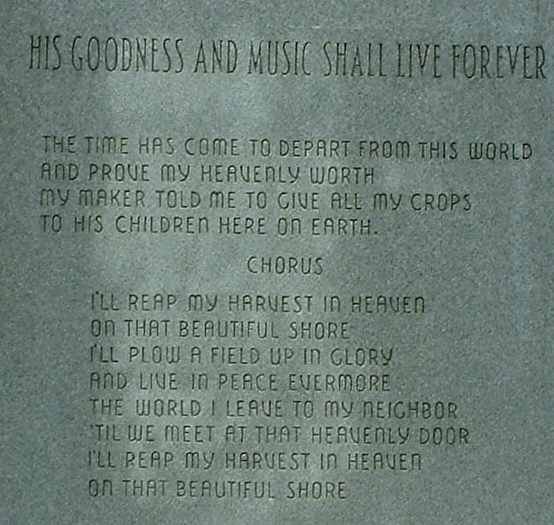 HIS GOODNESS AND MUSIC SHALL LIVE FOREVER
THE TIME HAS COME TO DEPART FROM THIS WORLD
AND PROVE MY HEAVENLY WORTH
MY MAKER TOLD ME TO GIVE ALL MY CROPS
TO HIS CHILDREN HERE ON EARTH.
CHORUS
I'LL REAP MY HARVEST IN HEAVEN
ON THAT BEAUTIFUL SHORE
I'LL PLOW A FIELD UP IN GLORY
AND LIVE IN PEACE EVERMORE
THE WORLD I LEAVE TO MY NEIGHBOR
'TIL WE MEET AT THAT HEAVENLY DOOR
I'LL REAP MY HARVEST IN HEAVEN
ON THAT BEAUTIFUL SHORE